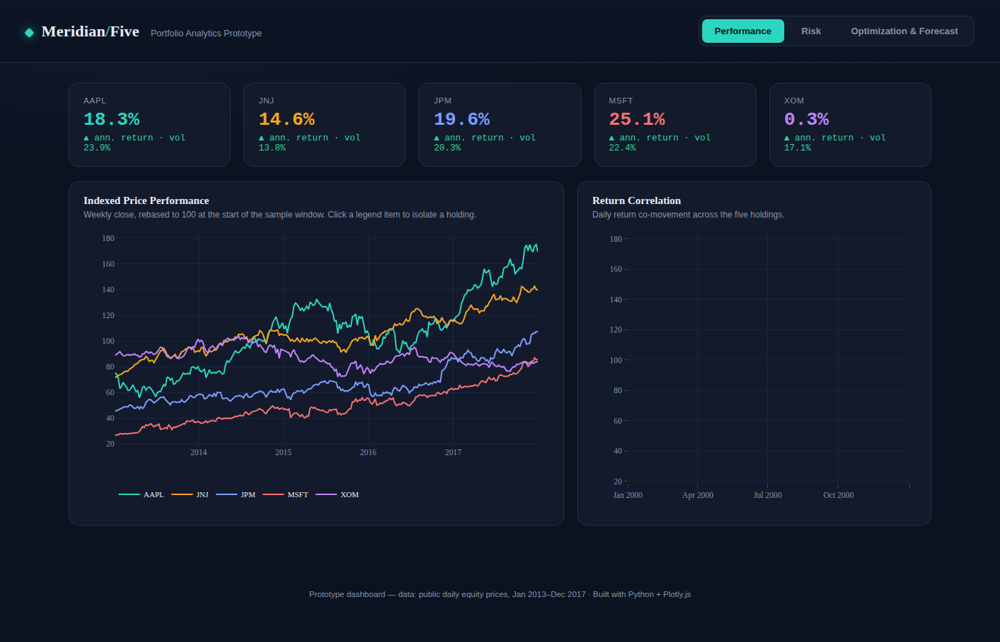 Meridian/Five Portfolio Analytics Prototype
Performance Risk Optimization & Forecast
AAPL
18.3%
▲ ann. return · vol
23.9%
JNJ
14.6%
▲ ann. return · vol
13.8%
JPM
19.6%
▲ ann. return · vol
20.3%
MSFT
25.1%
▲ ann. return · vol
22.4%
XOM
0.3%
▲ ann. return · vol
17.1%
Indexed Price Performance
Weekly close, rebased to 100 at the start of the sample window. Click a legend item to isolate a holding.
180
160
140
120
100
80
60
40
20
2014 2015 2016 2017
AAPL JNJ JPM MSFT XOM
Return Correlation
Daily return co-movement across the five holdings.
180
160
140
120
100
80
60
40
20
Jan 2000 Apr 2000 Jul 2000 Oct 2000
Prototype dashboard — data: public daily equity prices, Jan 2013–Dec 2017 · Built with Python + Plotly.js